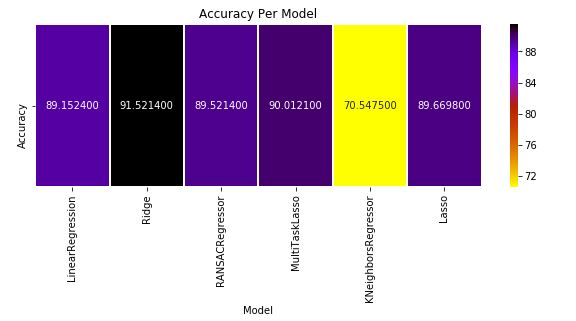 Accuracy Per Model
Accuracy
89.152400 91.521400 89.521400 90.012100 70.547500 89.669800
88
84
80
76
72
LinearRegression
Ridge
RANSACRegressor
MultiTaskLasso
KNeighborsRegressor
Lasso
Model